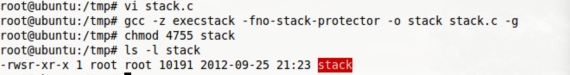 root@ubuntu:/tmp# vi stack.c
root@ubuntu:/tmp# gcc -z execstack -fno-stack-protector -o stack stack.c -g
root@ubuntu:/tmp# chmod 4755 stack
root@ubuntu:/tmp# ls -l stack
-rwsr-xr-x 1 root root 10191 2012-09-25 21:23 stack